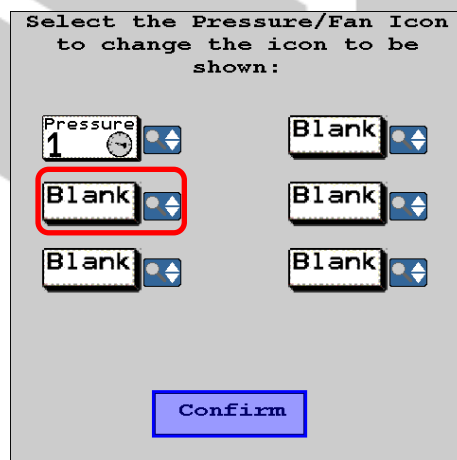 Select the Pressure/Fan Icon
to change the icon to be
shown:
Pressure
1
Blank
Blank
Blank
Blank
Blank
Confirm